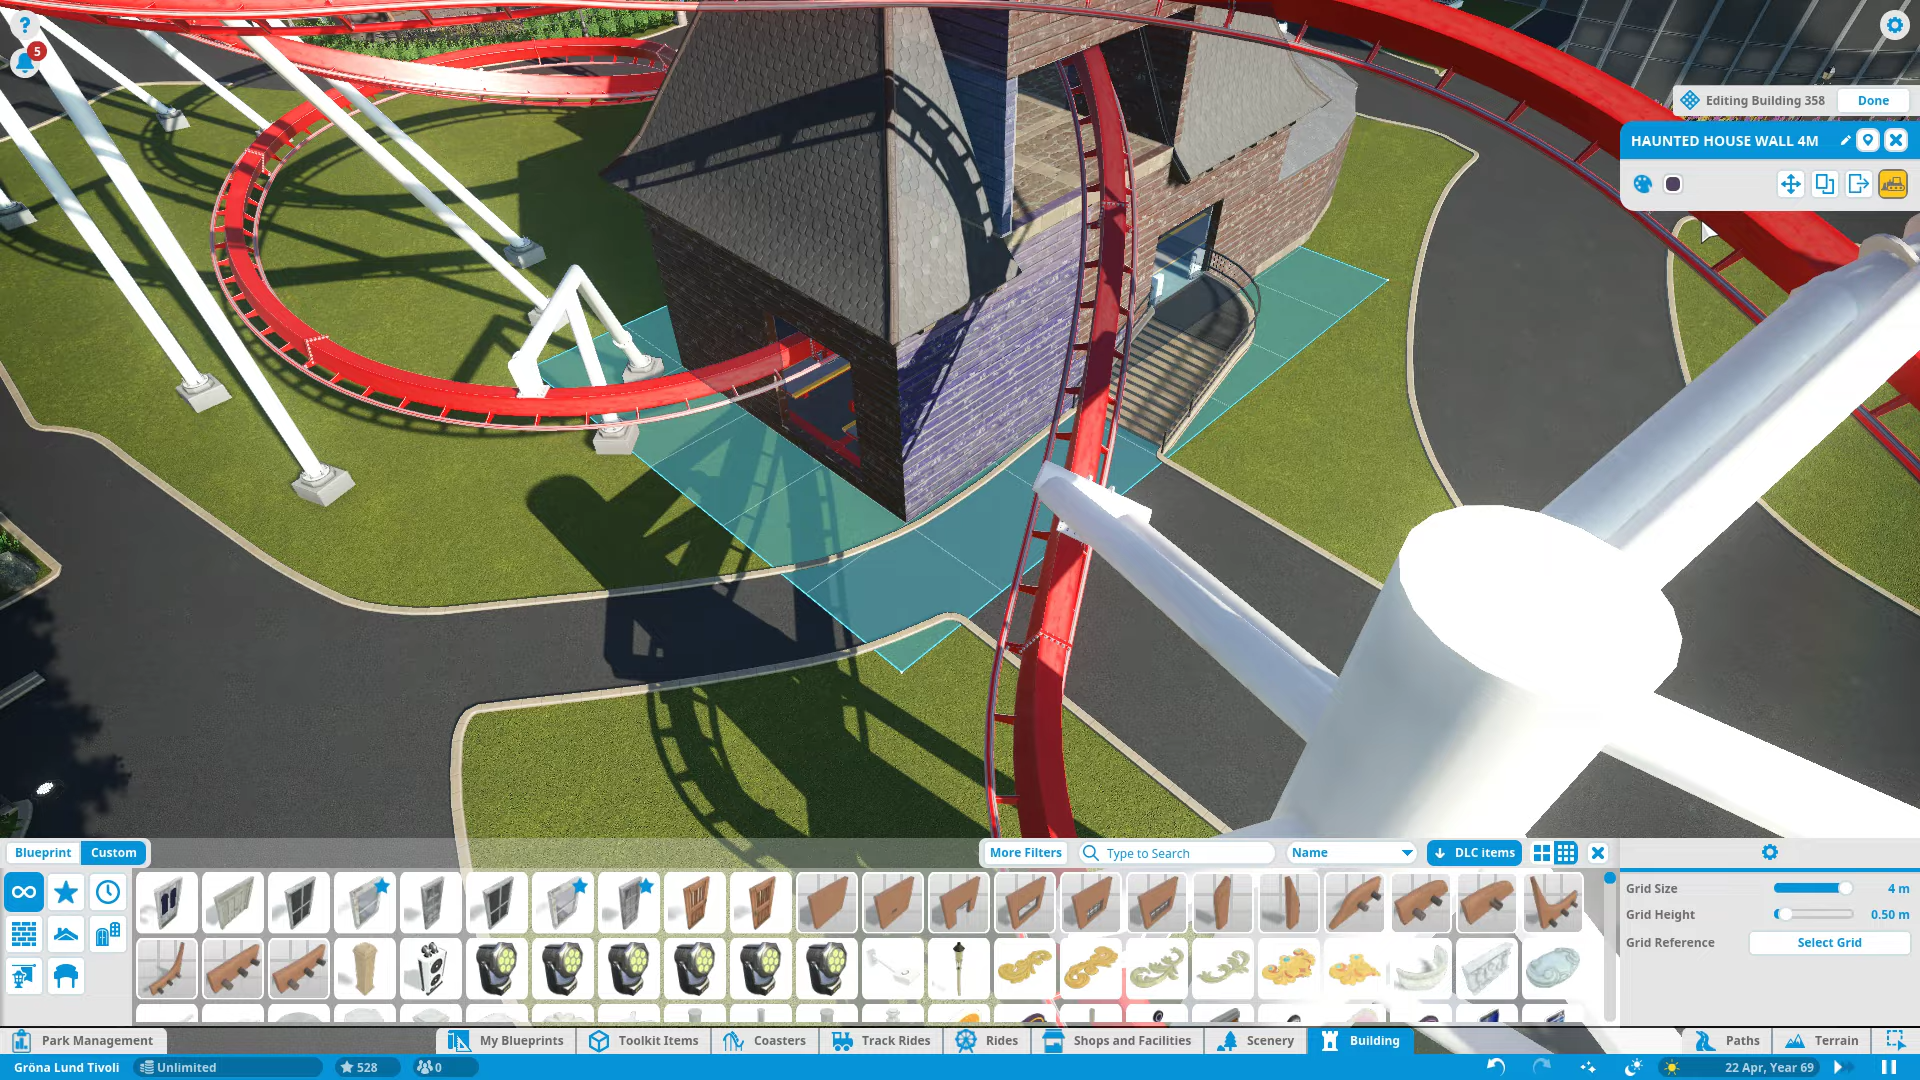 ?
5
Editing Building 358
Done
HAUNTED HOUSE WALL 4M
Blueprint
Custom
More Filters
Type to Search
Name
DLC items
Grid Size
4 m
Grid Height
0.50 m
Grid Reference
Select Grid
Park Management
My Blueprints
Toolkit Items
Coasters
Track Rides
Rides
Shops and Facilities
Scenery
Building
Paths
Terrain
Gröna Lund Tivoli
Unlimited
528
0
22 Apr, Year 69